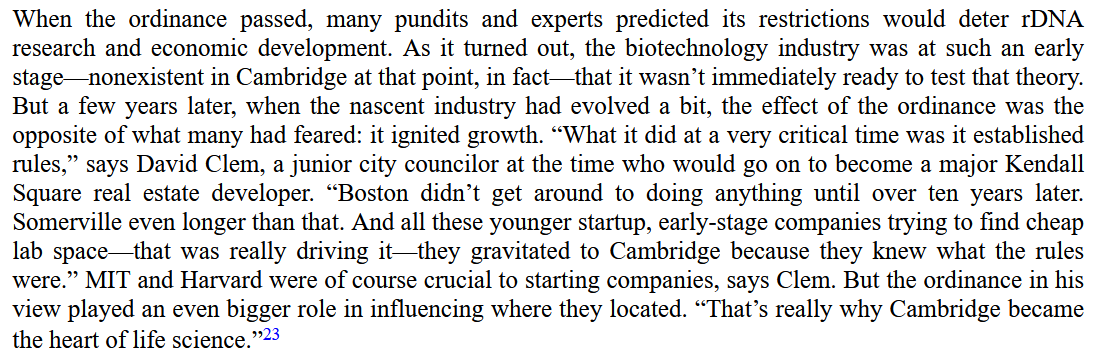 When the ordinance passed, many pundits and experts predicted its restrictions would deter rDNA
research and economic development. As it turned out, the biotechnology industry was at such an early
stage—nonexistent in Cambridge at that point, in fact—that it wasn’t immediately ready to test that theory.
But a few years later, when the nascent industry had evolved a bit, the effect of the ordinance was the
opposite of what many had feared: it ignited growth. “What it did at a very critical time was it established
rules,” says David Clem, a junior city councilor at the time who would go on to become a major Kendall
Square real estate developer. “Boston didn’t get around to doing anything until over ten years later.
Somerville even longer than that. And all these younger startup, early-stage companies trying to find cheap
lab space—that was really driving it—they gravitated to Cambridge because they knew what the rules
were.” MIT and Harvard were of course crucial to starting companies, says Clem. But the ordinance in his
view played an even bigger role in influencing where they located. “That’s really why Cambridge became
the heart of life science.”23